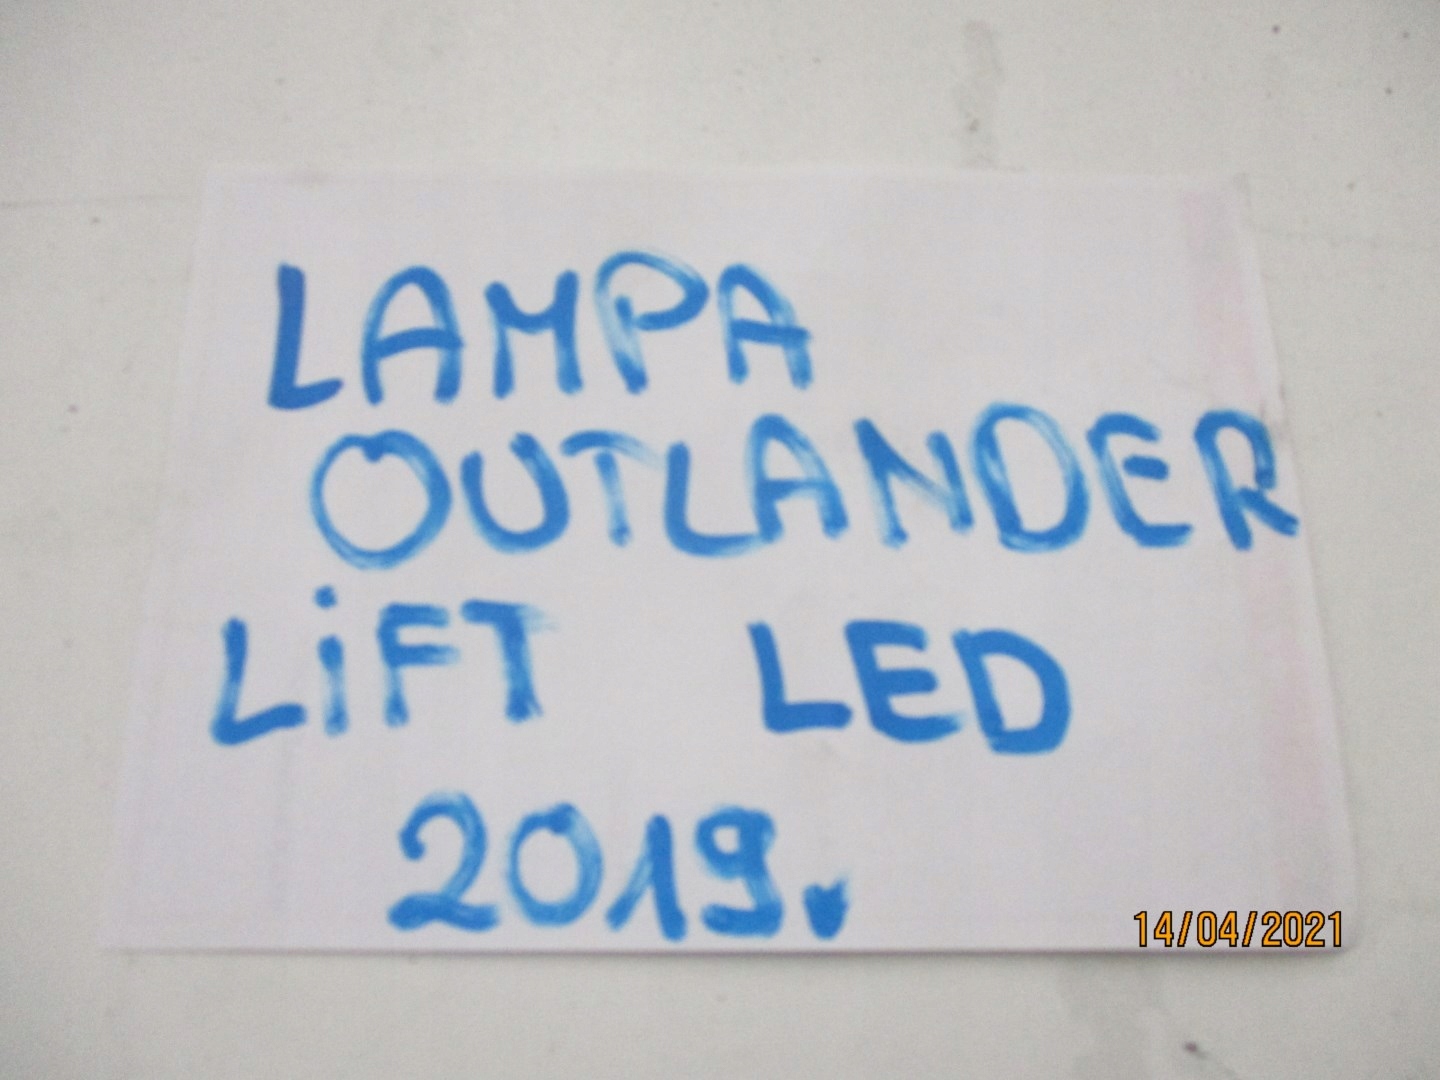 LAMPA
OUTLANDER
LiFT LED
2019.
14/04/2021